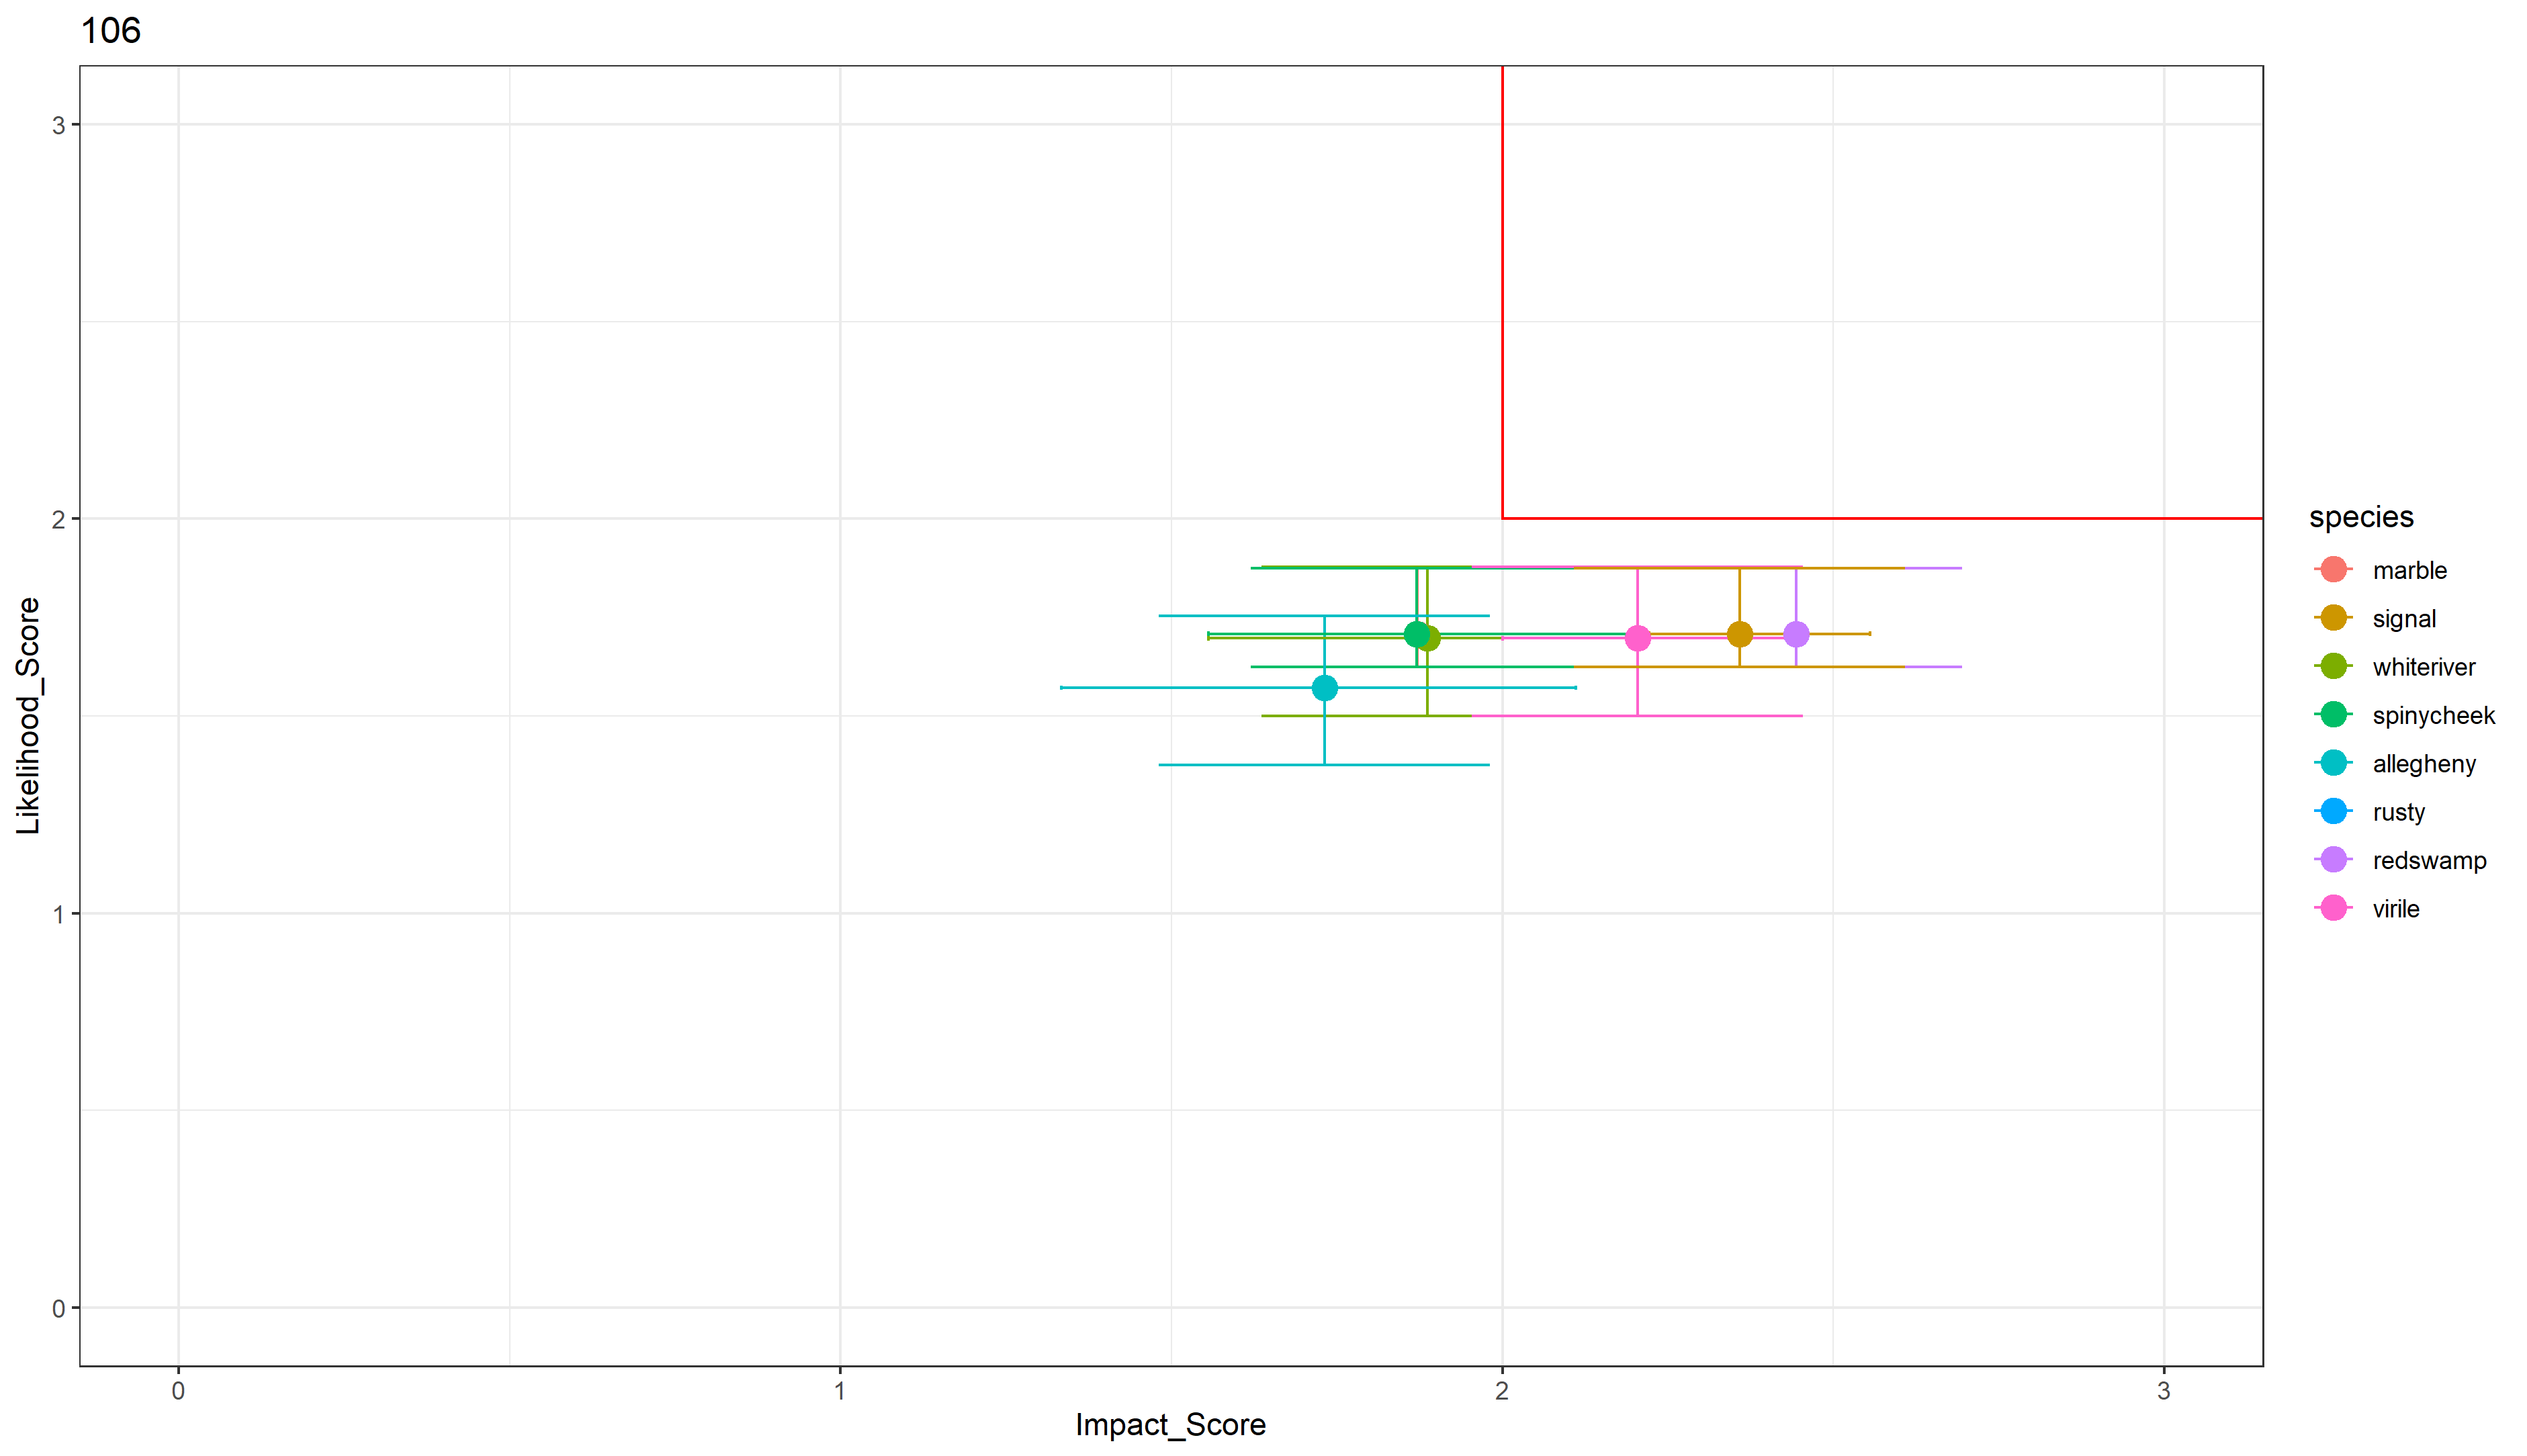 106
3
2
1
0
Likelihood_Score
0 1 2 3
Impact_Score
species
marble
signal
whiteriver
spinycheek
allegheny
rusty
redswamp
virile